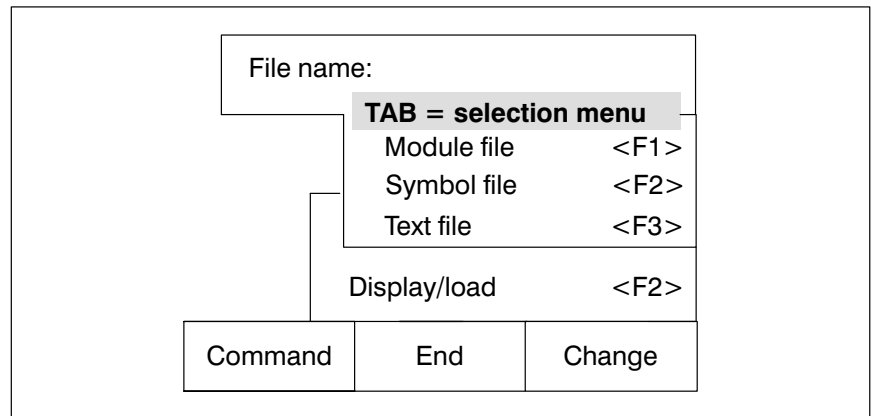 File name:
TAB = selection menu
Module file <F1>
Symbol file <F2>
Text file <F3>
Display/load <F2>
Command End Change